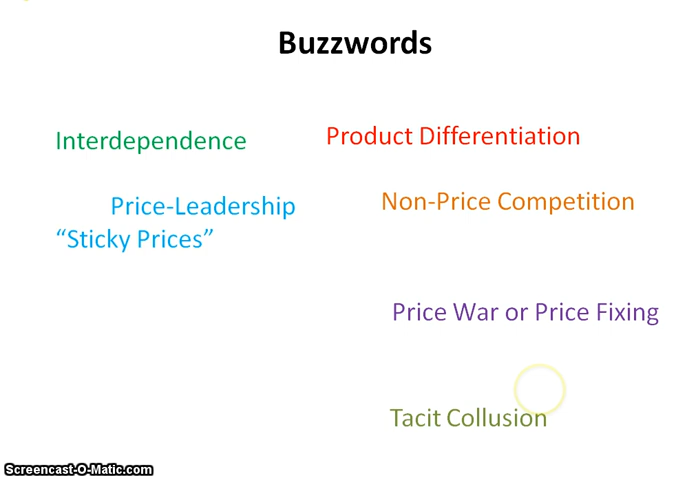 Buzzwords
Interdependence
Product Differentiation
Price-Leadership
Non-Price Competition
“Sticky Prices”
Price War or Price Fixing
Tacit Collusion
Screencast-O-Matic.com